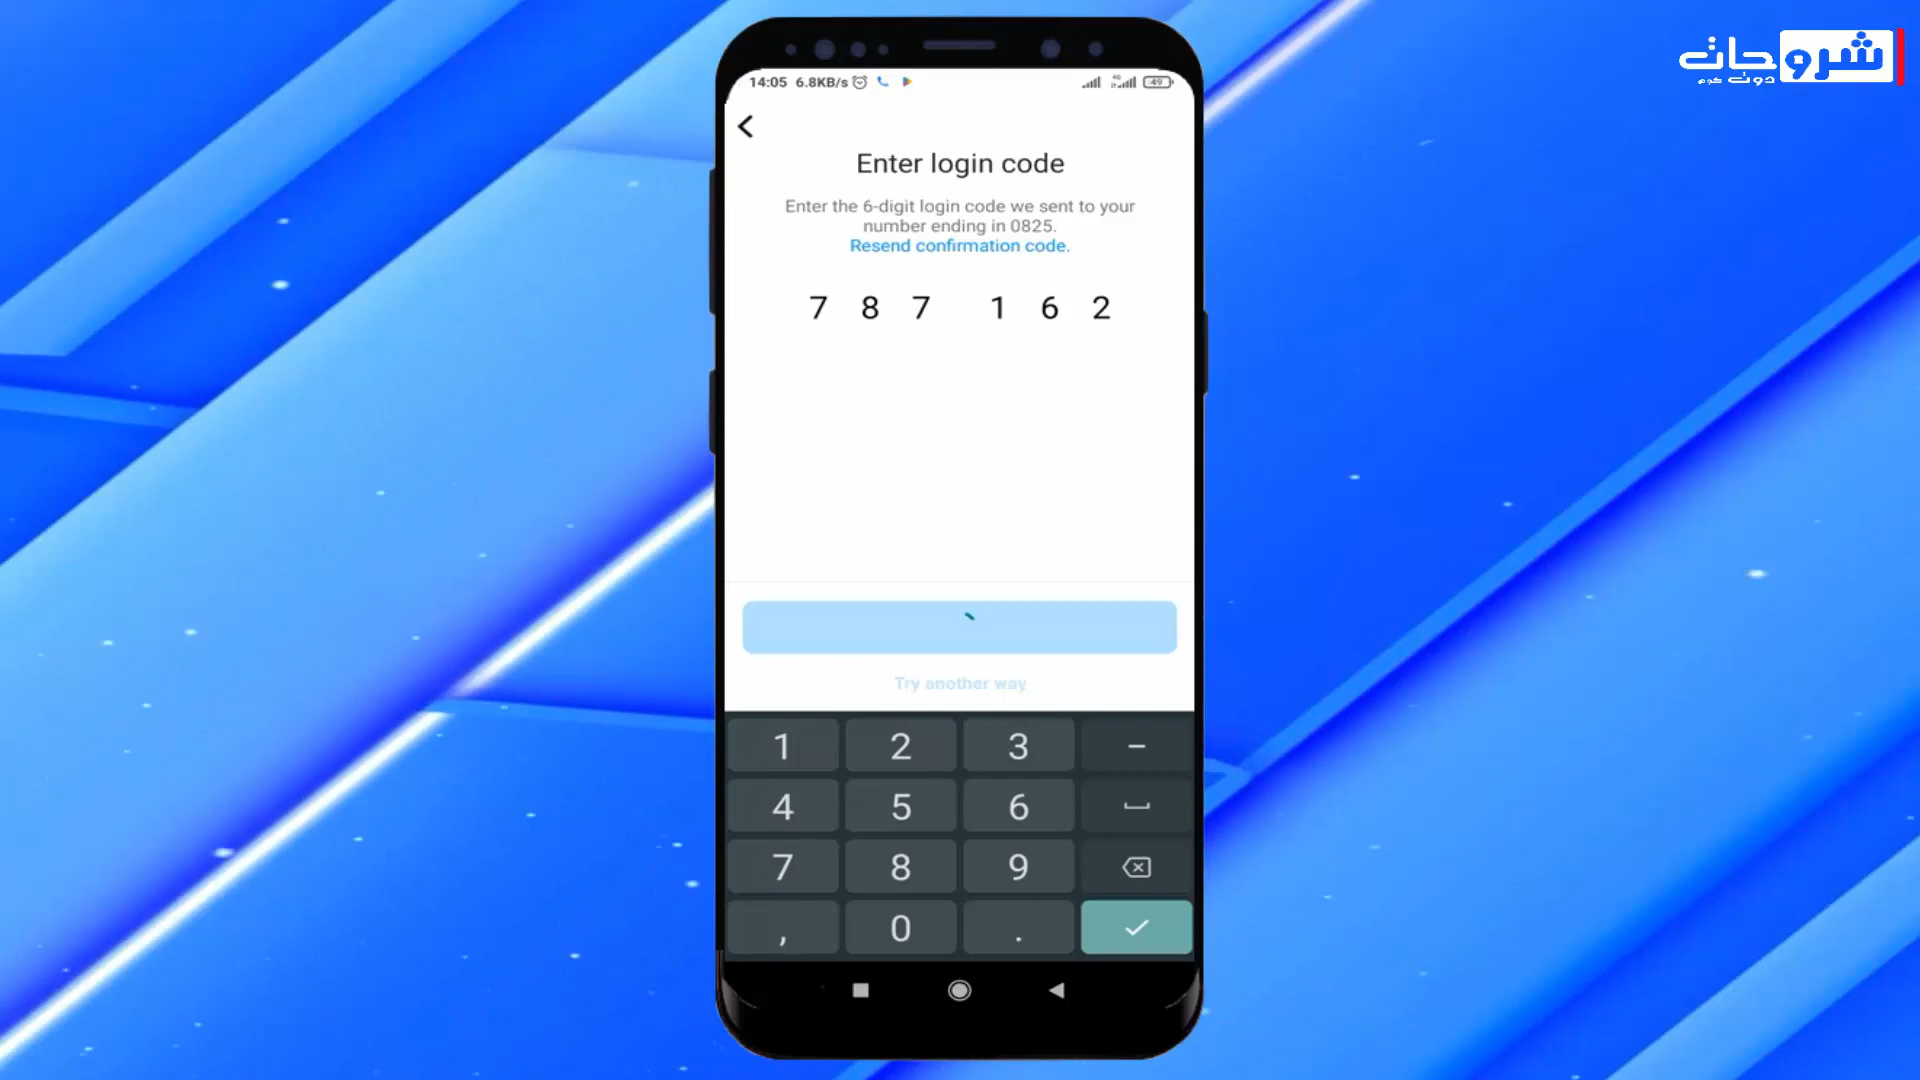 شروحات
دوت كوم
14:05 6.8KB/s
4G
49
Enter login code
Enter the 6-digit login code we sent to your
number ending in 0825.
Resend confirmation code.
7 8 7 1 6 2
Try another way
1 2 3 –
4 5 6
7 8 9
, 0 .